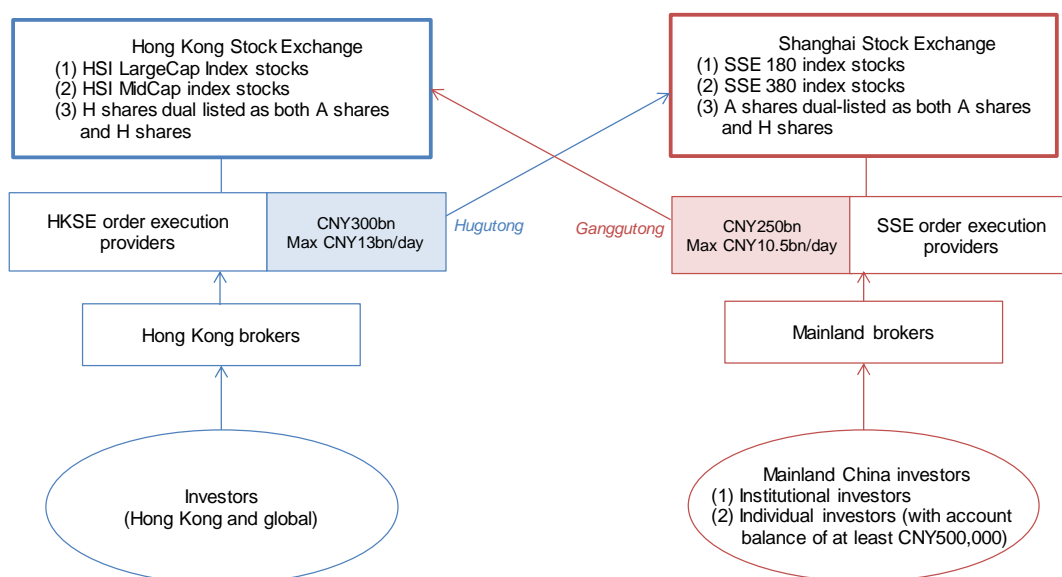 Hong Kong Stock Exchange
(1) HSI LargeCap Index stocks
(2) HSI MidCap index stocks
(3) H shares dual listed as both A shares
and H shares
Shanghai Stock Exchange
(1) SSE 180 index stocks
(2) SSE 380 index stocks
(3) A shares dual-listed as both A shares
and H shares
HKSE order execution
providers
CNY300bn
Max CNY13bn/day
Hugutong
Ganggutong
CNY250bn
Max CNY10.5bn/day
SSE order execution
providers
Hong Kong brokers
Mainland brokers
Investors
(Hong Kong and global)
Mainland China investors
(1) Institutional investors
(2) Individual investors (with account
balance of at least CNY500,000)